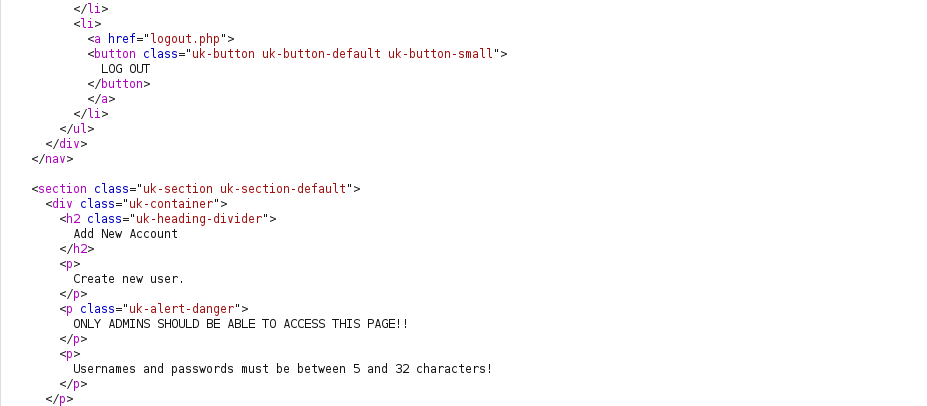 </li>
<li>
<a href="logout.php">
<button class="uk-button uk-button-default uk-button-small">
LOG OUT
</button>
</a>
</li>
</ul>
</div>
</nav>
<section class="uk-section uk-section-default">
<div class="uk-container">
<h2 class="uk-heading-divider">
Add New Account
</h2>
<p>
Create new user.
</p>
<p class="uk-alert-danger">
ONLY ADMINS SHOULD BE ABLE TO ACCESS THIS PAGE!!
</p>
<p>
Usernames and passwords must be between 5 and 32 characters!
</p>
</p>